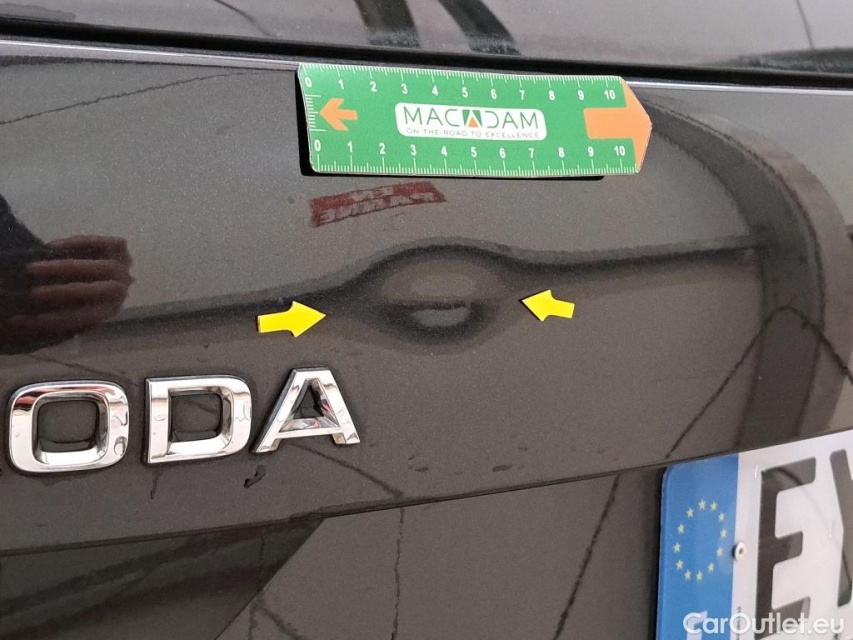 0 1 2 3 4 5 6 7 8 9 10
MACADAM
ON THE ROAD TO EXCELLENCE
0 1 2 3 4 5 6 7 8 9 10
ODA
E
CarOutlet.eu